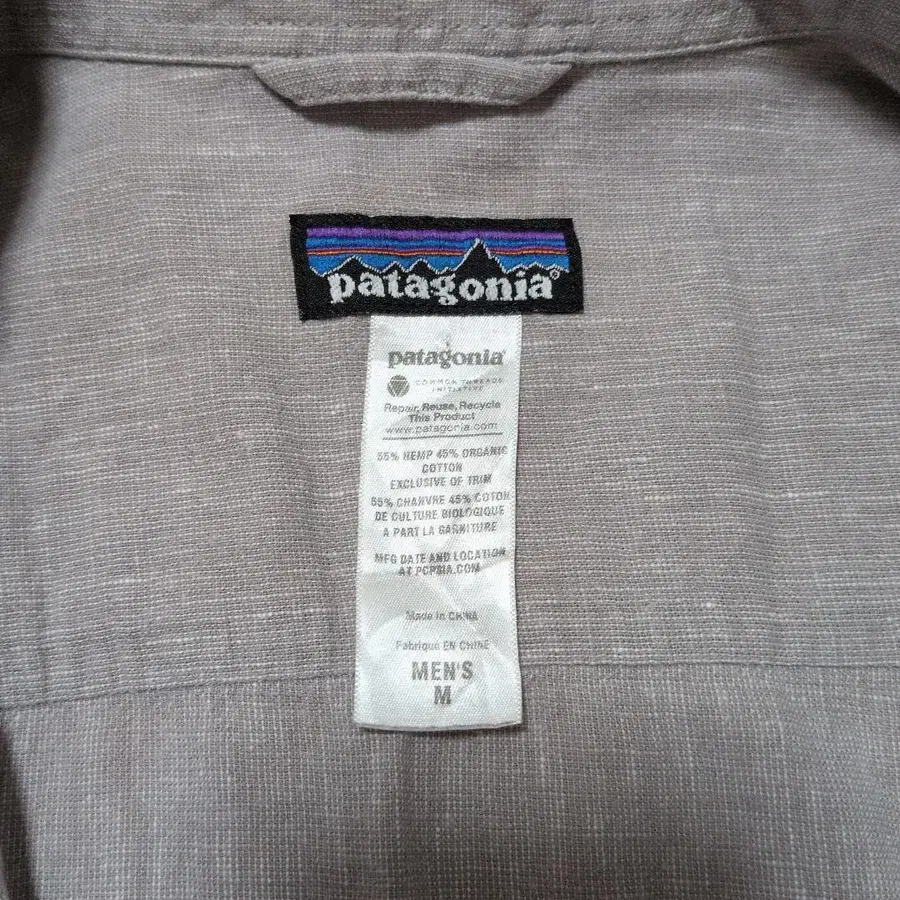 patagonia®
patagonia®
COMMON THREADS
INITIATIVE
Repair, Reuse, Recycle
This Product
www.patagonia.com
55% HEMP 45% ORGANIC
COTTON
EXCLUSIVE OF TRIM
55% CHANVRE 45% COTON
DE CULTURE BIOLOGIQUE
A PART LA GARNITURE
MFG DATE AND LOCATION
AT PCPSIA.COM
Made in CHINA
Fabriqué EN CHINE
MEN'S
M